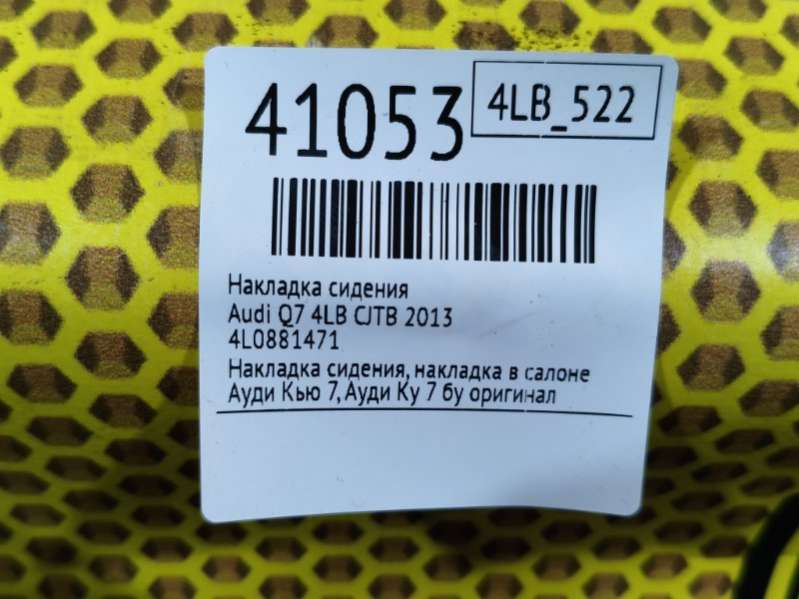 41053
4LB_522
Накладка сидения
Audi Q7 4LB CJTB 2013
4L0881471
Накладка сидения, накладка в салоне
Ауди Кью 7, Ауди Ку 7 бу оригинал